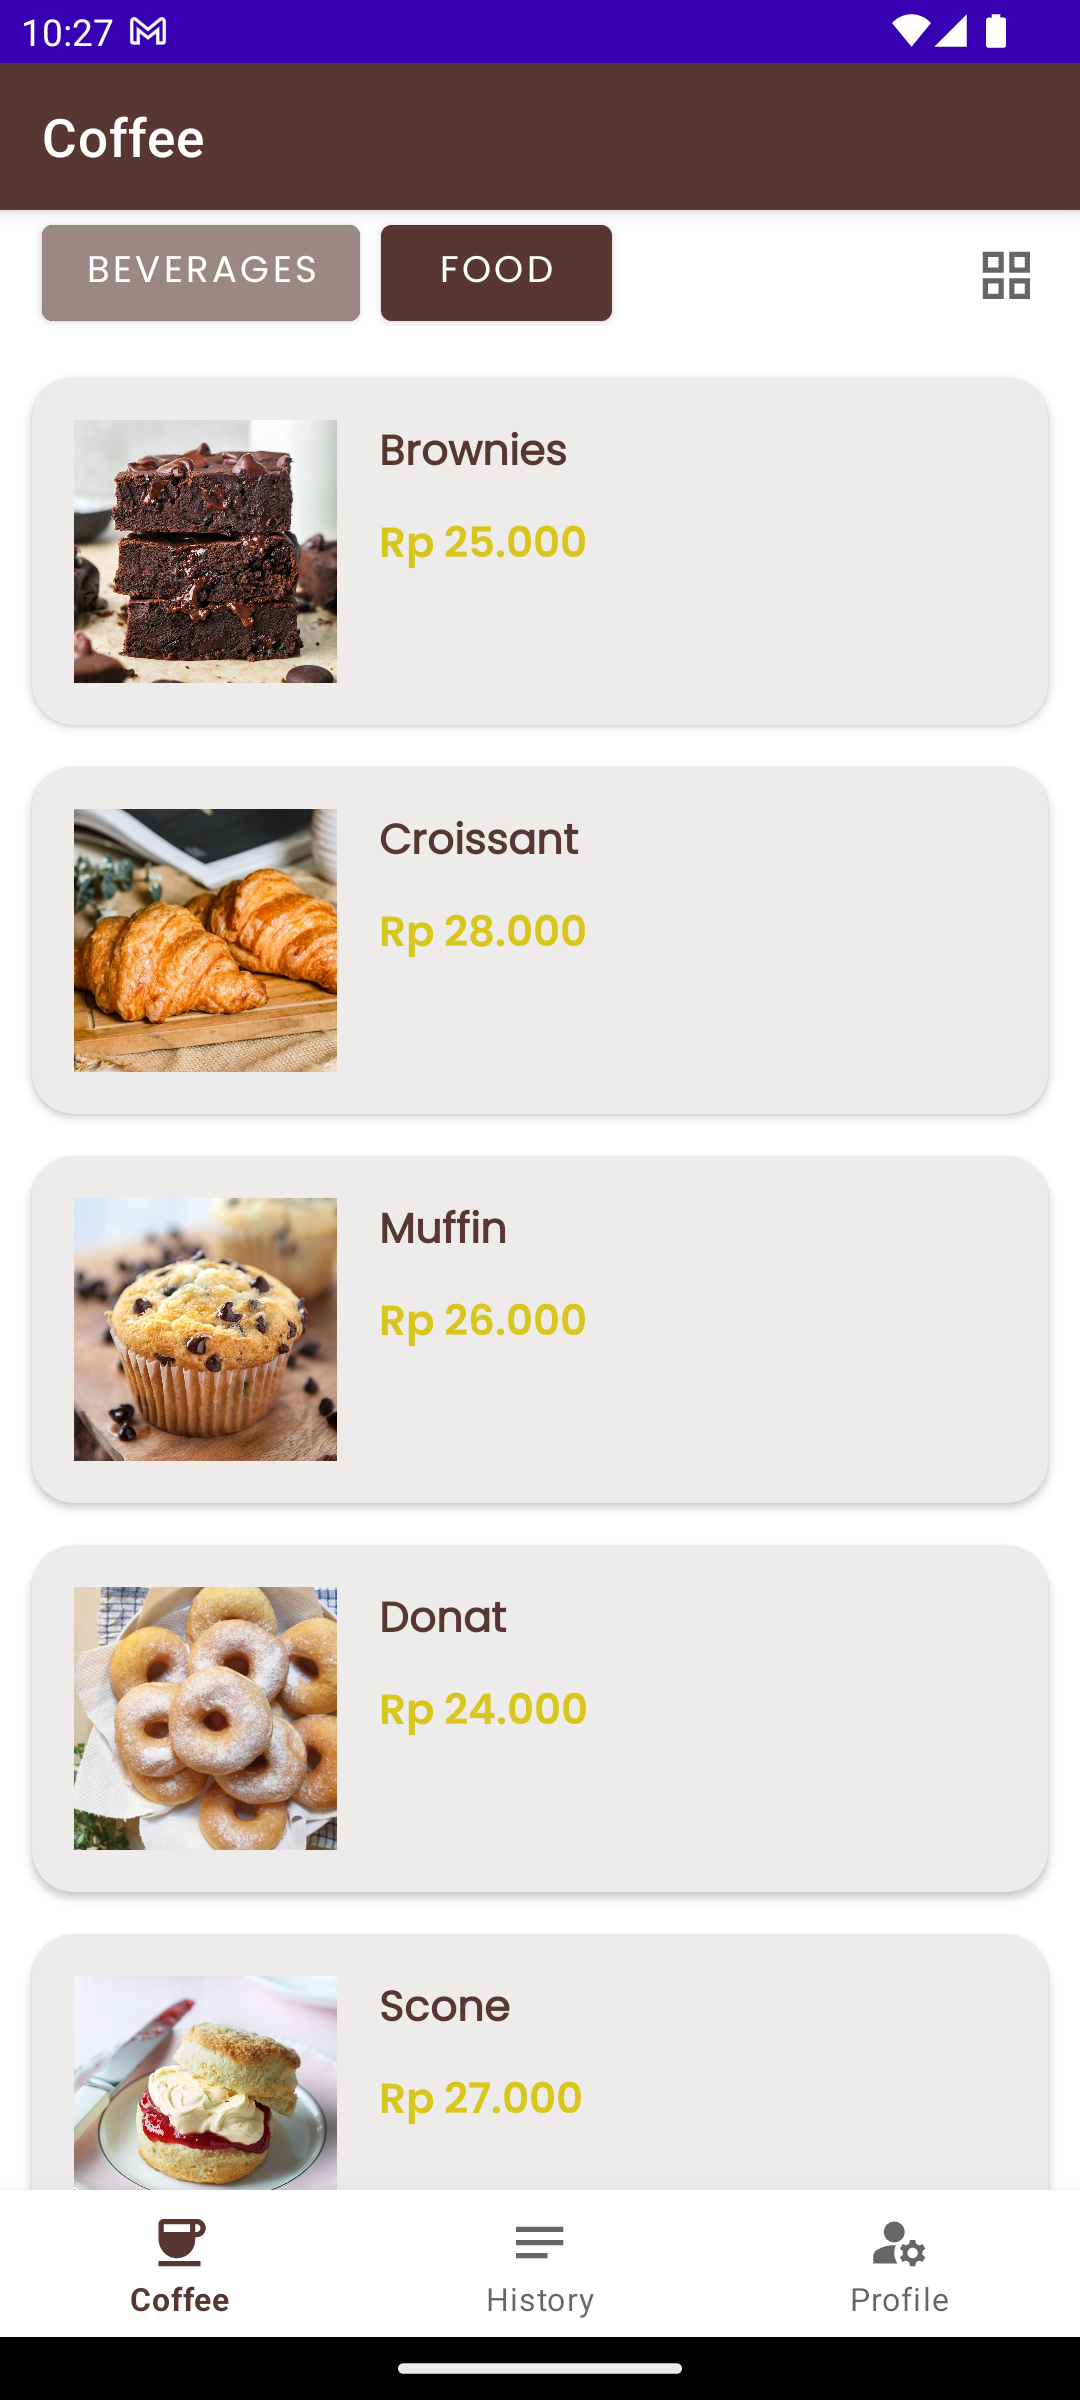 10:27
Coffee
BEVERAGES
FOOD
Brownies
Rp 25.000
Croissant
Rp 28.000
Muffin
Rp 26.000
Donat
Rp 24.000
Scone
Rp 27.000
Coffee
History
Profile